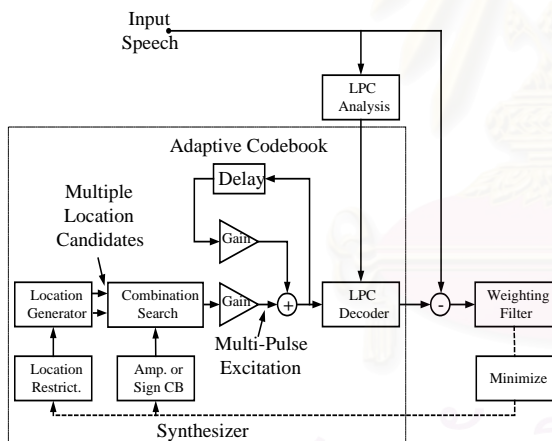 Input
Speech
LPC
Analysis
Adaptive Codebook
Delay
Multiple
Location
Candidates
Gain
Location
Generator
Combination
Search
Gain
+
LPC
Decoder
-
Weighting
Filter
Multi-Pulse
Excitation
Location
Restrict.
Amp. or
Sign CB
Minimize
Synthesizer